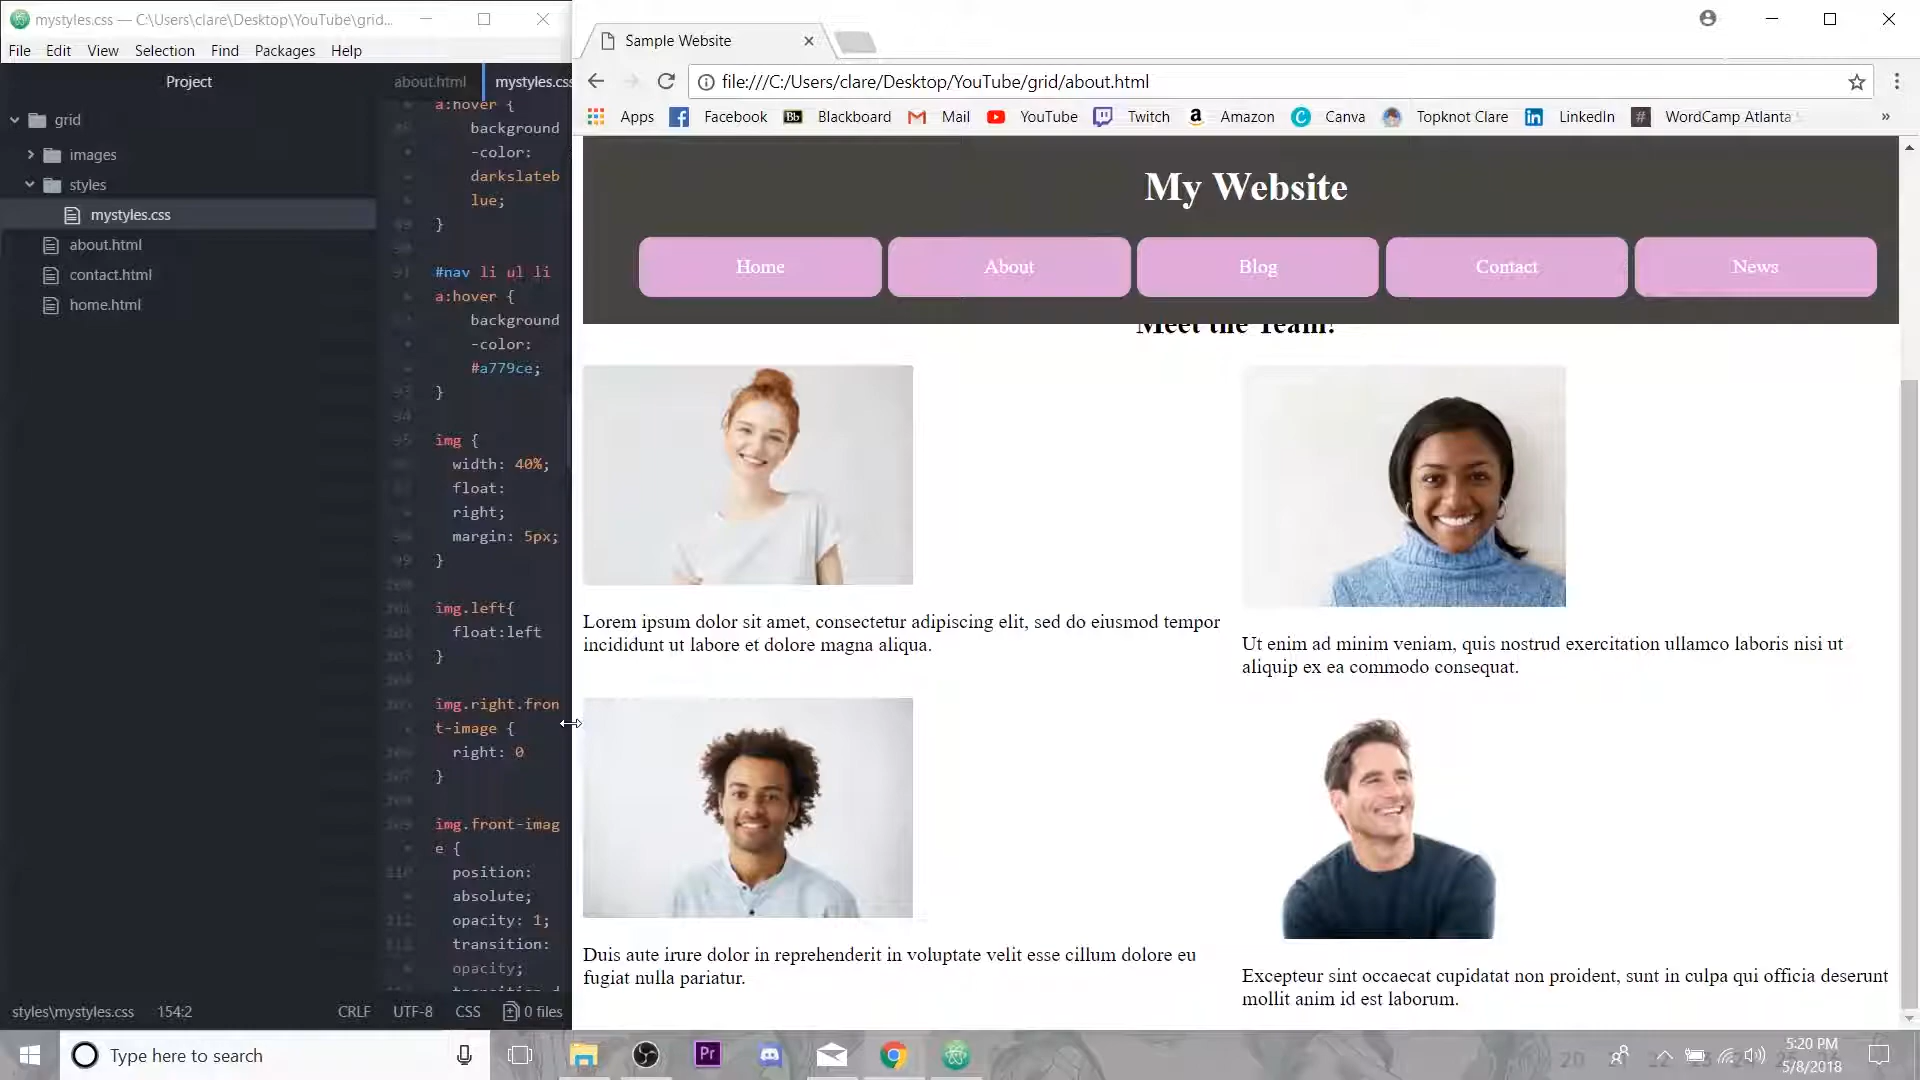 mystyles.css — C:\Users\clare\Desktop\YouTube\grid...
File Edit View Selection Find Packages Help
Project
grid
images
styles
mystyles.css
about.html
contact.html
home.html
about.html mystyles.css
a:hover {
background
-color:
darkslateb
lue;
}
#nav li ul li
a:hover {
background
-color:
#a779ce;
}
img {
width: 40%;
float:
right;
margin: 5px;
}
img.left{
float:left
}
img.right.fron
t-image {
right: 0
}
img.front-imag
e {
position:
absolute;
opacity: 1;
transition:
opacity;
styles\mystyles.css 154:2 CRLF UTF-8 CSS 0 files
Sample Website
file:///C:/Users/clare/Desktop/YouTube/grid/about.html
Apps Facebook Bb Blackboard Mail YouTube Twitch Amazon Canva Topknot Clare LinkedIn # WordCamp Atlanta »
My Website
Home About Blog Contact News
Meet the Team!
Lorem ipsum dolor sit amet, consectetur adipiscing elit, sed do eiusmod tempor
incididunt ut labore et dolore magna aliqua.
Ut enim ad minim veniam, quis nostrud exercitation ullamco laboris nisi ut
aliquip ex ea commodo consequat.
Duis aute irure dolor in reprehenderit in voluptate velit esse cillum dolore eu
fugiat nulla pariatur.
Excepteur sint occaecat cupidatat non proident, sunt in culpa qui officia deserunt
mollit anim id est laborum.
Type here to search
Pr
5:20 PM
5/8/2018